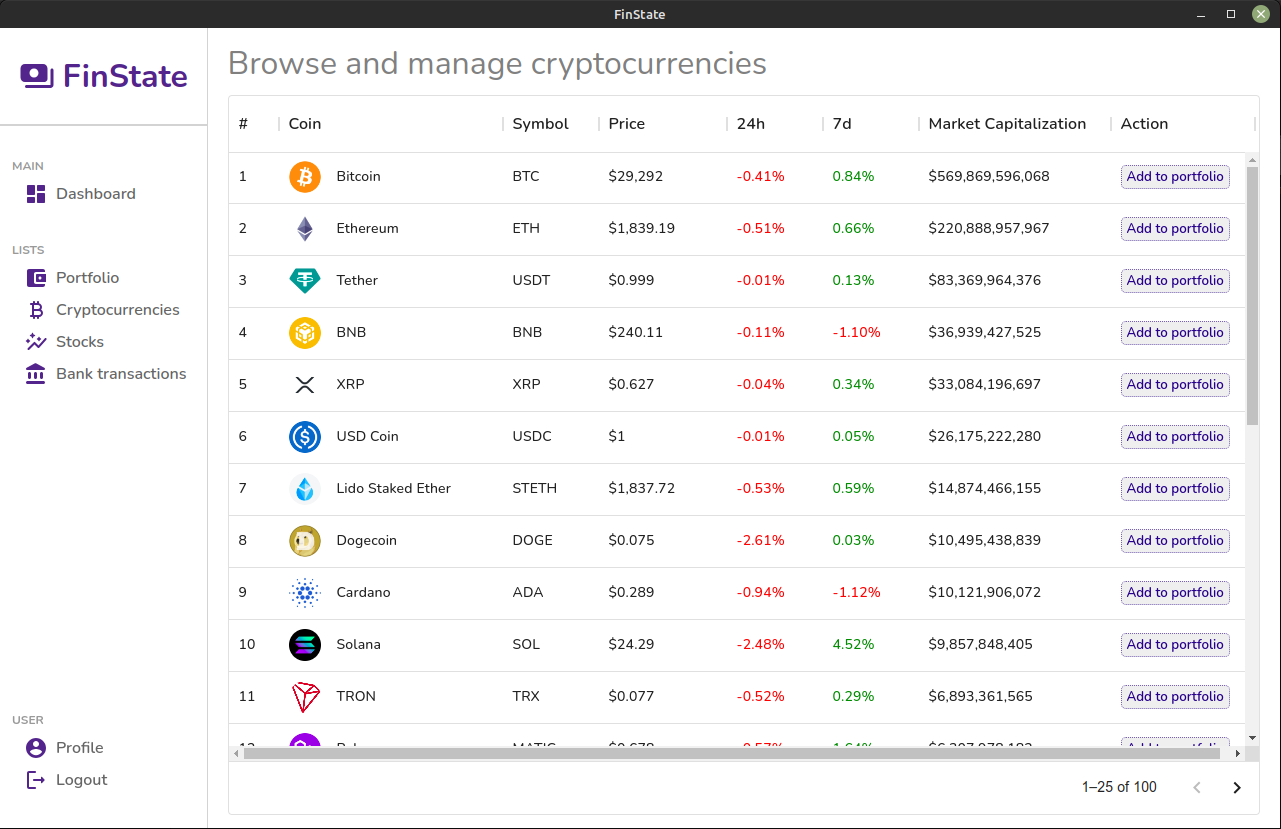 FinState
FinState
MAIN
Dashboard
LISTS
Portfolio
Cryptocurrencies
Stocks
Bank transactions
USER
Profile
Logout
Browse and manage cryptocurrencies
# Coin Symbol Price 24h 7d Market Capitalization Action
1 Bitcoin BTC $29,292 -0.41% 0.84% $569,869,596,068 Add to portfolio
2 Ethereum ETH $1,839.19 -0.51% 0.66% $220,888,957,967 Add to portfolio
3 Tether USDT $0.999 -0.01% 0.13% $83,369,964,376 Add to portfolio
4 BNB BNB $240.11 -0.11% -1.10% $36,939,427,525 Add to portfolio
5 XRP XRP $0.627 -0.04% 0.34% $33,084,196,697 Add to portfolio
6 USD Coin USDC $1 -0.01% 0.05% $26,175,222,280 Add to portfolio
7 Lido Staked Ether STETH $1,837.72 -0.53% 0.59% $14,874,466,155 Add to portfolio
8 Dogecoin DOGE $0.075 -2.61% 0.03% $10,495,438,839 Add to portfolio
9 Cardano ADA $0.289 -0.94% -1.12% $10,121,906,072 Add to portfolio
10 Solana SOL $24.29 -2.48% 4.52% $9,857,848,405 Add to portfolio
11 TRON TRX $0.077 -0.52% 0.29% $6,893,361,565 Add to portfolio
1–25 of 100